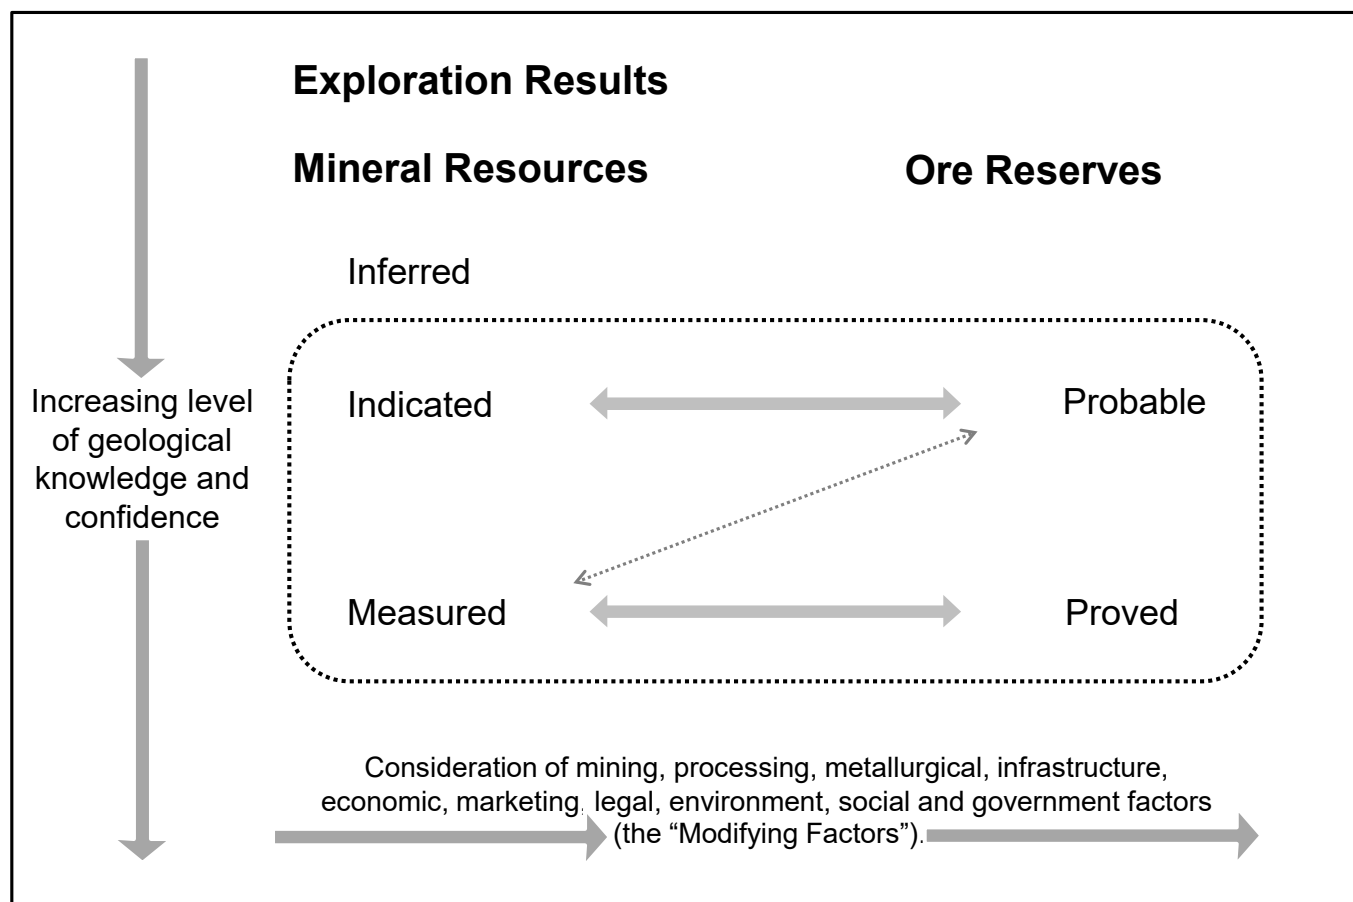 Exploration Results
Mineral Resources
Ore Reserves
Inferred
Increasing level
of geological
knowledge and
confidence
Indicated
Probable
Measured
Proved
Consideration of mining, processing, metallurgical, infrastructure,
economic, marketing, legal, environment, social and government factors
(the “Modifying Factors”).